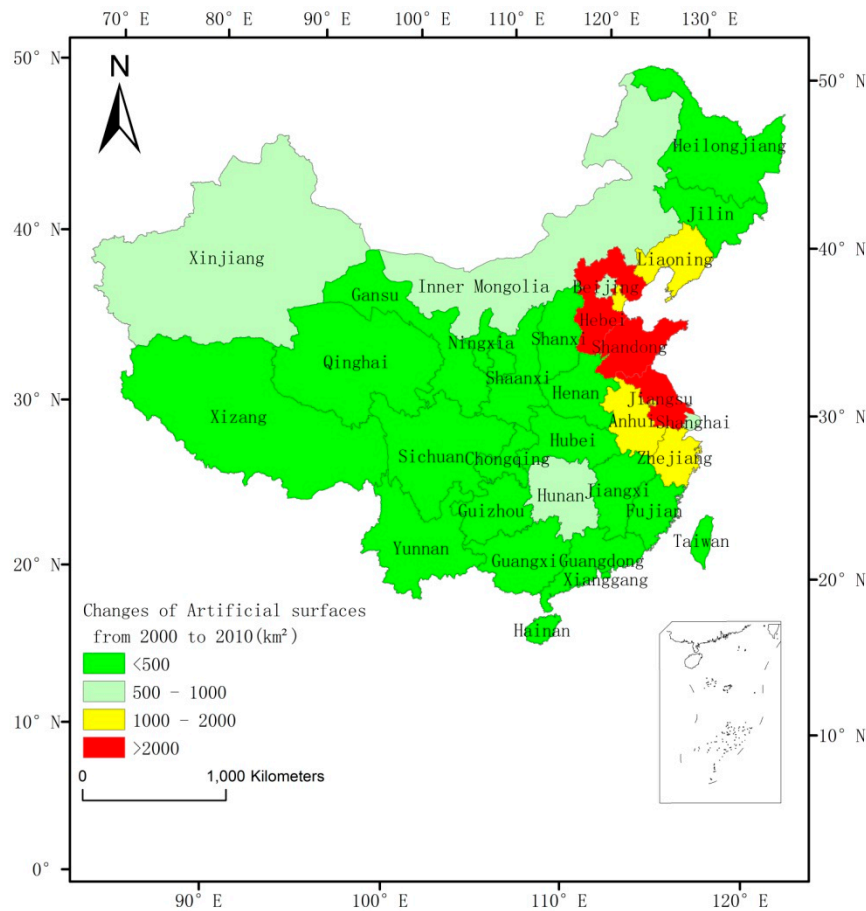 70° E 80° E 90° E 100° E 110° E 120° E 130° E
50° N
50° N
N
Heilongjiang
Jilin
40° N
40° N
Xinjiang
Liaoning
Inner Mongolia
Beijing
Gansu
Hebei
Ningxia
Shanxi
Shandong
Qinghai
Shaanxi
30° N
Henan
Jiangsu
30° N
Xizang
Anhui
Shanghai
Hubei
Sichuan
Chongqing
Zhejiang
Hunan
Jiangxi
Guizhou
Fujian
Taiwan
Yunnan
Guangxi
Guangdong
20° N
Xianggang
20° N
Changes of Artificial surfaces
from 2000 to 2010(km²)
Hainan
<500
500 - 1000
1000 - 2000
>2000
10° N
10° N
0 1,000 Kilometers
0°
90° E 100° E 110° E 120° E